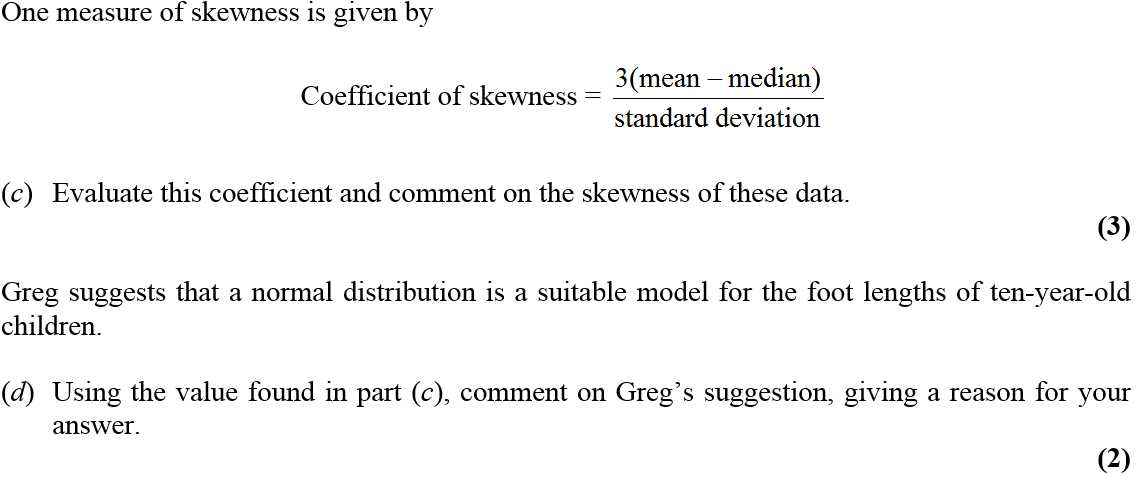 One measure of skewness is given by
Coefficient of skewness = 3(mean – median) / standard deviation
(c) Evaluate this coefficient and comment on the skewness of these data.
(3)
Greg suggests that a normal distribution is a suitable model for the foot lengths of ten-year-old
children.
(d) Using the value found in part (c), comment on Greg's suggestion, giving a reason for your
answer.
(2)